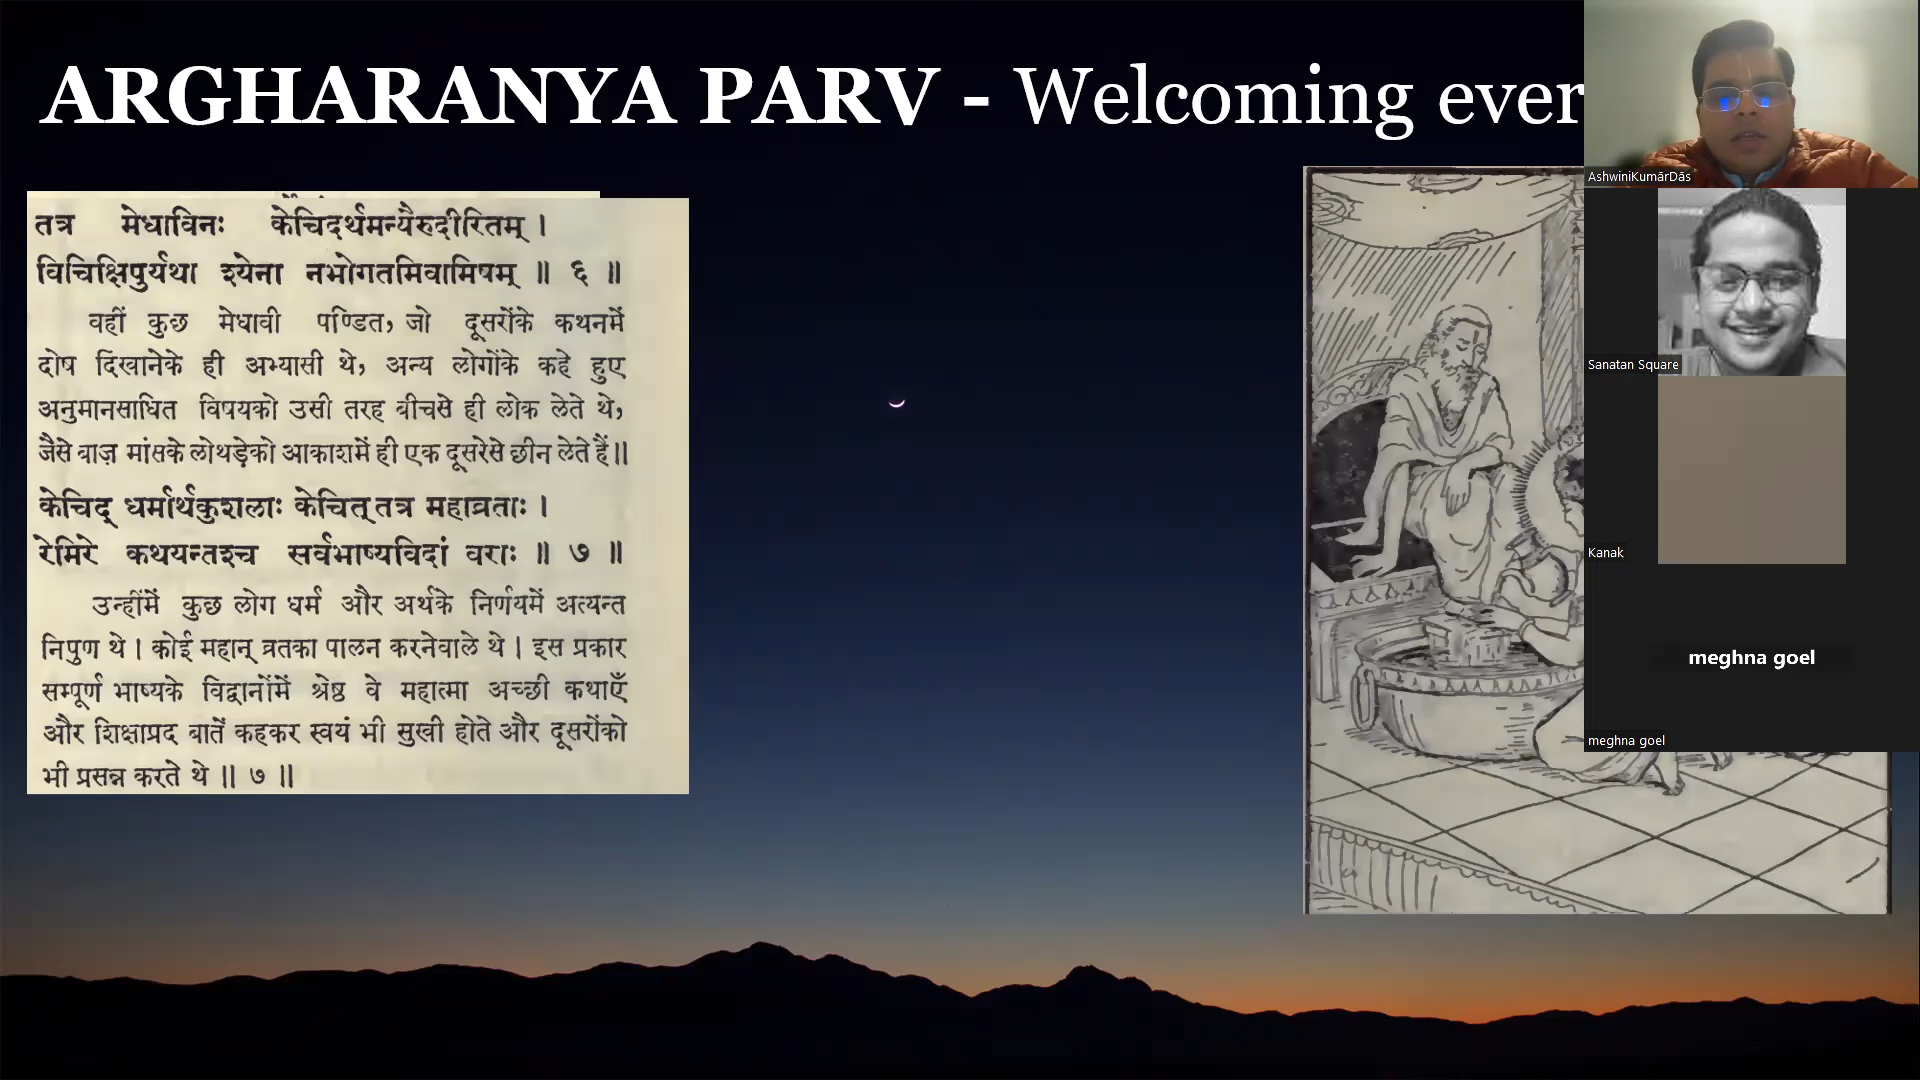 ARGHARANYA PARV - Welcoming ever
तत्र मेधाविनः केचिदर्थमन्यैरुदीरितम् ।
विचिक्षिपुर्यथा श्येना नभोगतमिवामिषम् ॥ ६ ॥
वहीं कुछ मेधावी पण्डित, जो दूसरोंके कथनमें
दोष दिखानेके ही अभ्यासी थे, अन्य लोगोंके कहे हुए
अनुमानसाधित विषयको उसी तरह बीचसे ही लोक लेते थे,
जैसे बाज़ मांसके लोथड़ेको आकाशमें ही एक दूसरेसे छीन लेते हैं॥
केचिद् धर्मार्थकुशलाः केचित् तत्र महाव्रताः ।
रेमिरे कथयन्तश्च सर्वभाष्यविदां वराः ॥ ७ ॥
उन्हींमें कुछ लोग धर्म और अर्थके निर्णयमें अत्यन्त
निपुण थे । कोई महान् व्रतका पालन करनेवाले थे । इस प्रकार
सम्पूर्ण भाष्यके विद्वानोंमें श्रेष्ठ वे महात्मा अच्छी कथाएँ
और शिक्षाप्रद बातें कहकर स्वयं भी सुखी होते और दूसरोंको
भी प्रसन्न करते थे ॥ ७ ॥
AshwiniKumārDās
Sanatan Square
Kanak
meghna goel
meghna goel